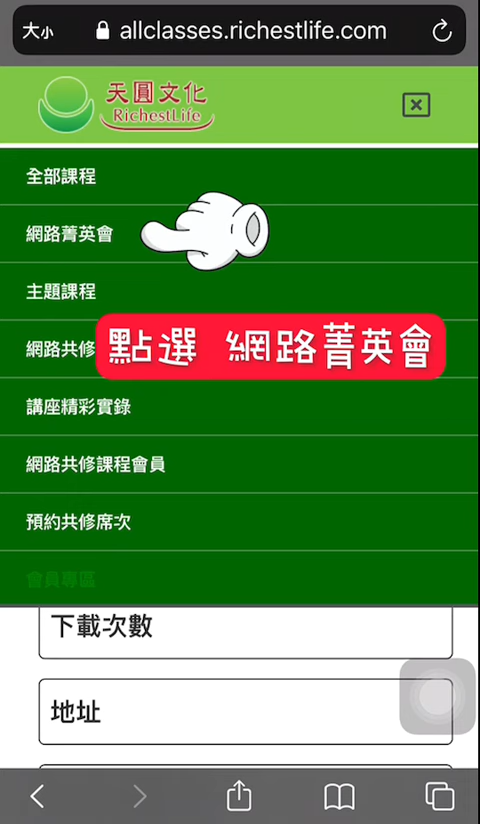 大小 allclasses.richestlife.com
天圓文化
RichestLife
全部課程
網路菁英會
主題課程
網路共修
點選 網路菁英會
講座精彩實錄
網路共修課程會員
預約共修席次
會員專區
下載次數
地址